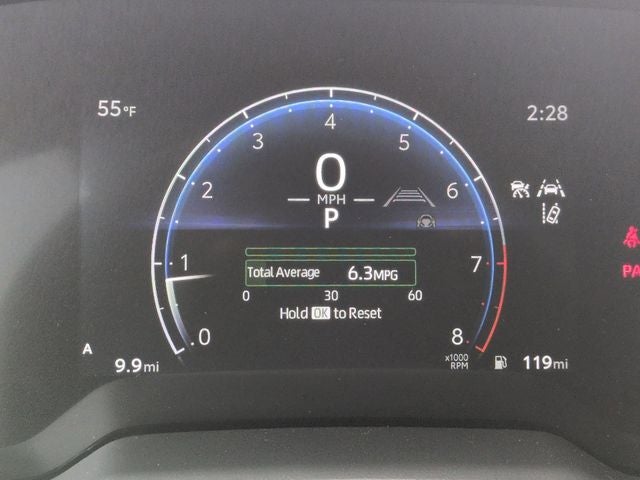 55°F
2:28
0 1 2 3 4 5 6 7 8
0
MPH
P
Total Average 6.3MPG
0 30 60
Hold OK to Reset
x1000
RPM
A
9.9mi
119mi